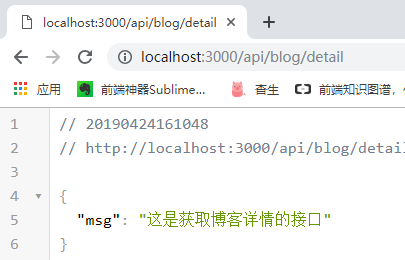 localhost:3000/api/blog/detail
localhost:3000/api/blog/detail
应用 前端神器Sublime... 杳生 前端知识图谱,
1 // 20190424161048
2 // http://localhost:3000/api/blog/detail
3
4 {
5 "msg": "这是获取博客详情的接口"
6 }